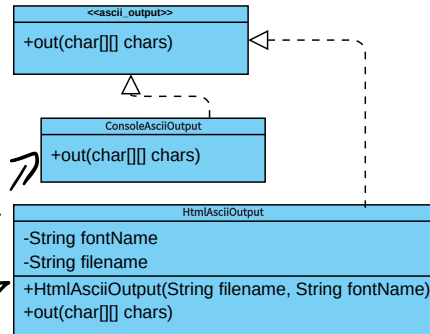 <<ascii_output>>
+out(char[][] chars)
ConsoleAsciiOutput
+out(char[][] chars)
HtmlAsciiOutput
-String fontName
-String filename
+HtmlAsciiOutput(String filename, String fontName)
+out(char[][] chars)